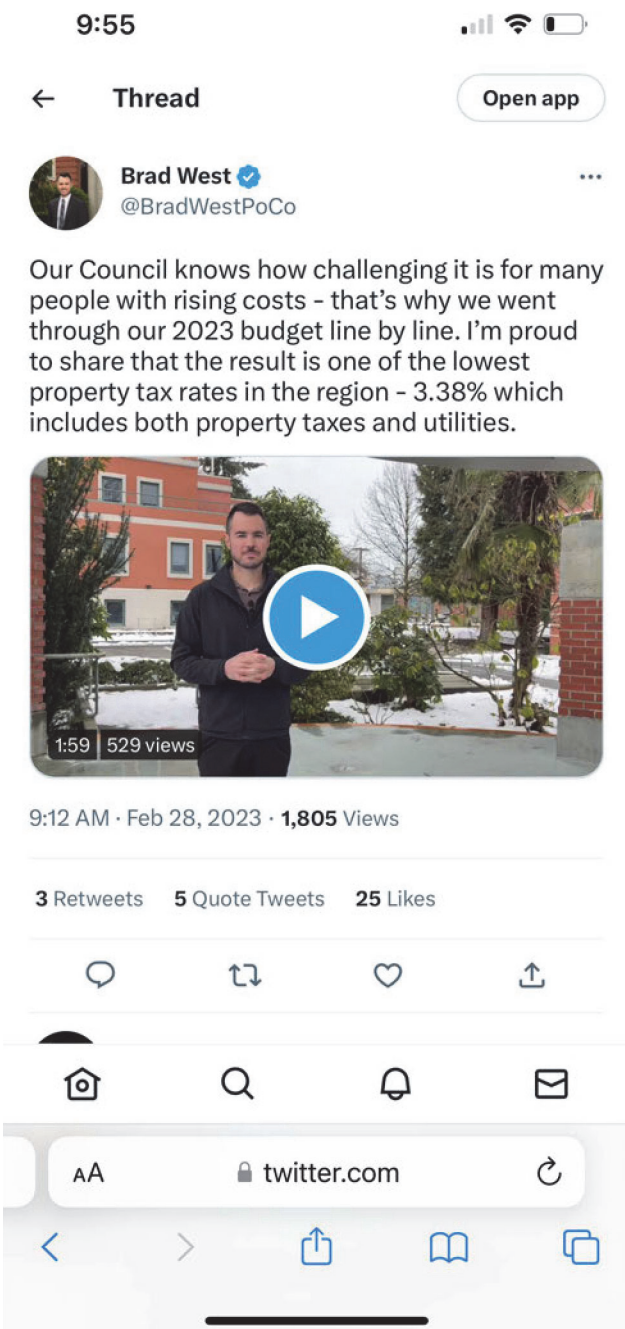 9:55
Thread
Open app
Brad West
@BradWestPoCo
Our Council knows how challenging it is for many
people with rising costs – that's why we went
through our 2023 budget line by line. I'm proud
to share that the result is one of the lowest
property tax rates in the region – 3.38% which
includes both property taxes and utilities.
1:59 529 views
9:12 AM · Feb 28, 2023 · 1,805 Views
3 Retweets 5 Quote Tweets 25 Likes
AA twitter.com